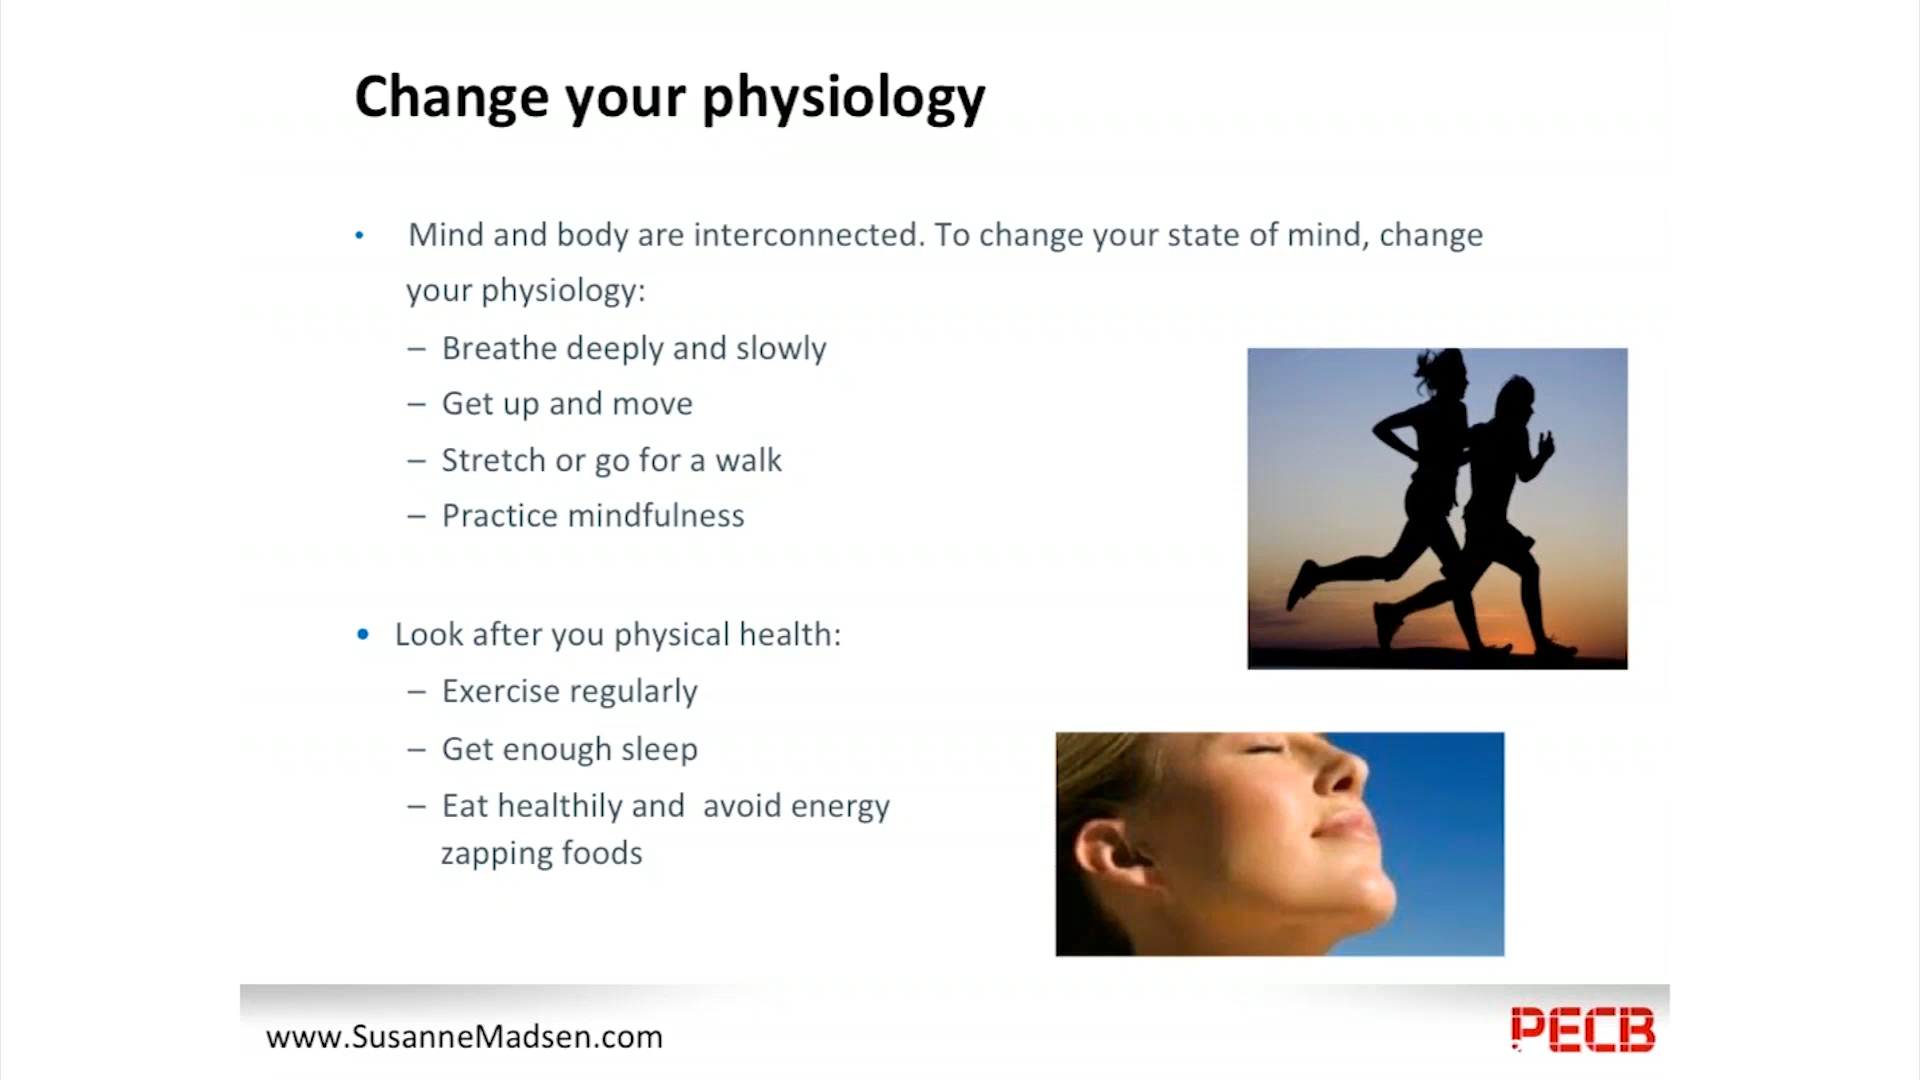 Change your physiology
• Mind and body are interconnected. To change your state of mind, change
your physiology:
– Breathe deeply and slowly
– Get up and move
– Stretch or go for a walk
– Practice mindfulness
• Look after you physical health:
– Exercise regularly
– Get enough sleep
– Eat healthily and  avoid energy
zapping foods
www.SusanneMadsen.com
PECB